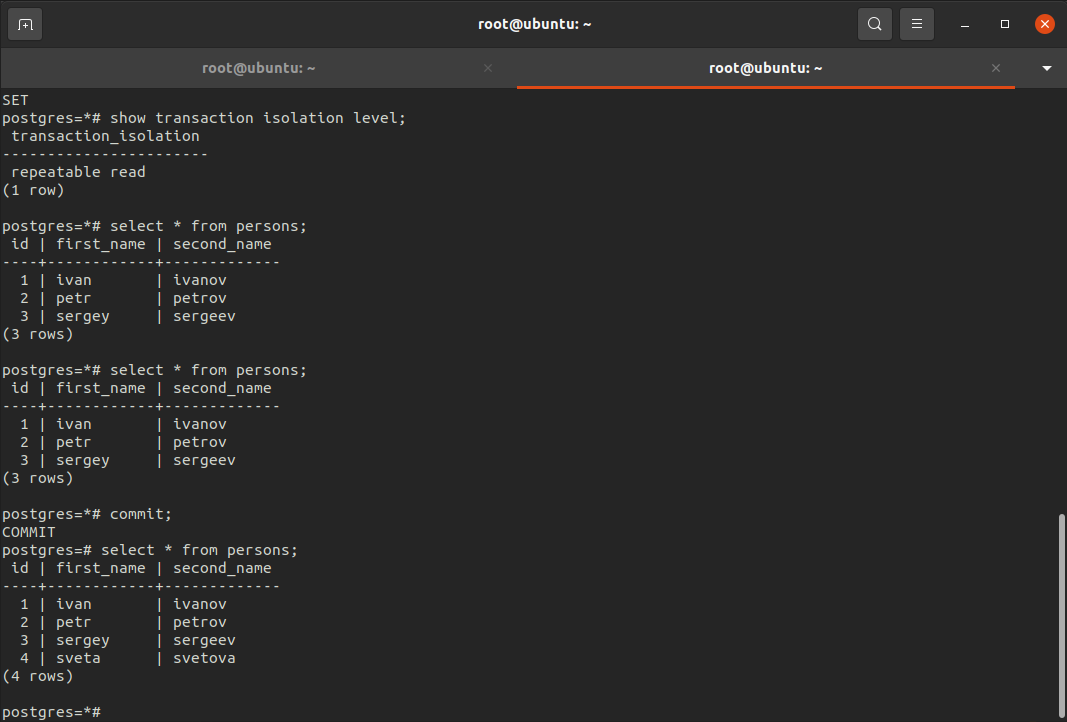 root@ubuntu: ~
root@ubuntu: ~
root@ubuntu: ~
SET
postgres=*# show transaction isolation level;
 transaction_isolation
-----------------------
 repeatable read
(1 row)

postgres=*# select * from persons;
 id | first_name | second_name
----+------------+-------------
  1 | ivan       | ivanov
  2 | petr       | petrov
  3 | sergey     | sergeev
(3 rows)

postgres=*# select * from persons;
 id | first_name | second_name
----+------------+-------------
  1 | ivan       | ivanov
  2 | petr       | petrov
  3 | sergey     | sergeev
(3 rows)

postgres=*# commit;
COMMIT
postgres=# select * from persons;
 id | first_name | second_name
----+------------+-------------
  1 | ivan       | ivanov
  2 | petr       | petrov
  3 | sergey     | sergeev
  4 | sveta      | svetova
(4 rows)

postgres=*#